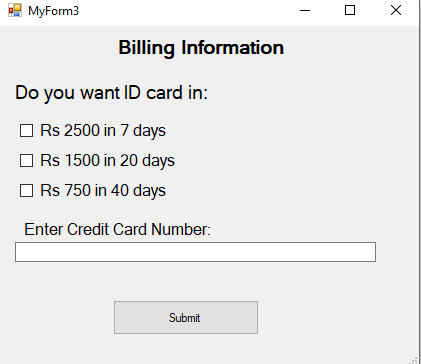 MyForm3
Billing Information
Do you want ID card in:
Rs 2500 in 7 days
Rs 1500 in 20 days
Rs 750 in 40 days
Enter Credit Card Number:
Submit